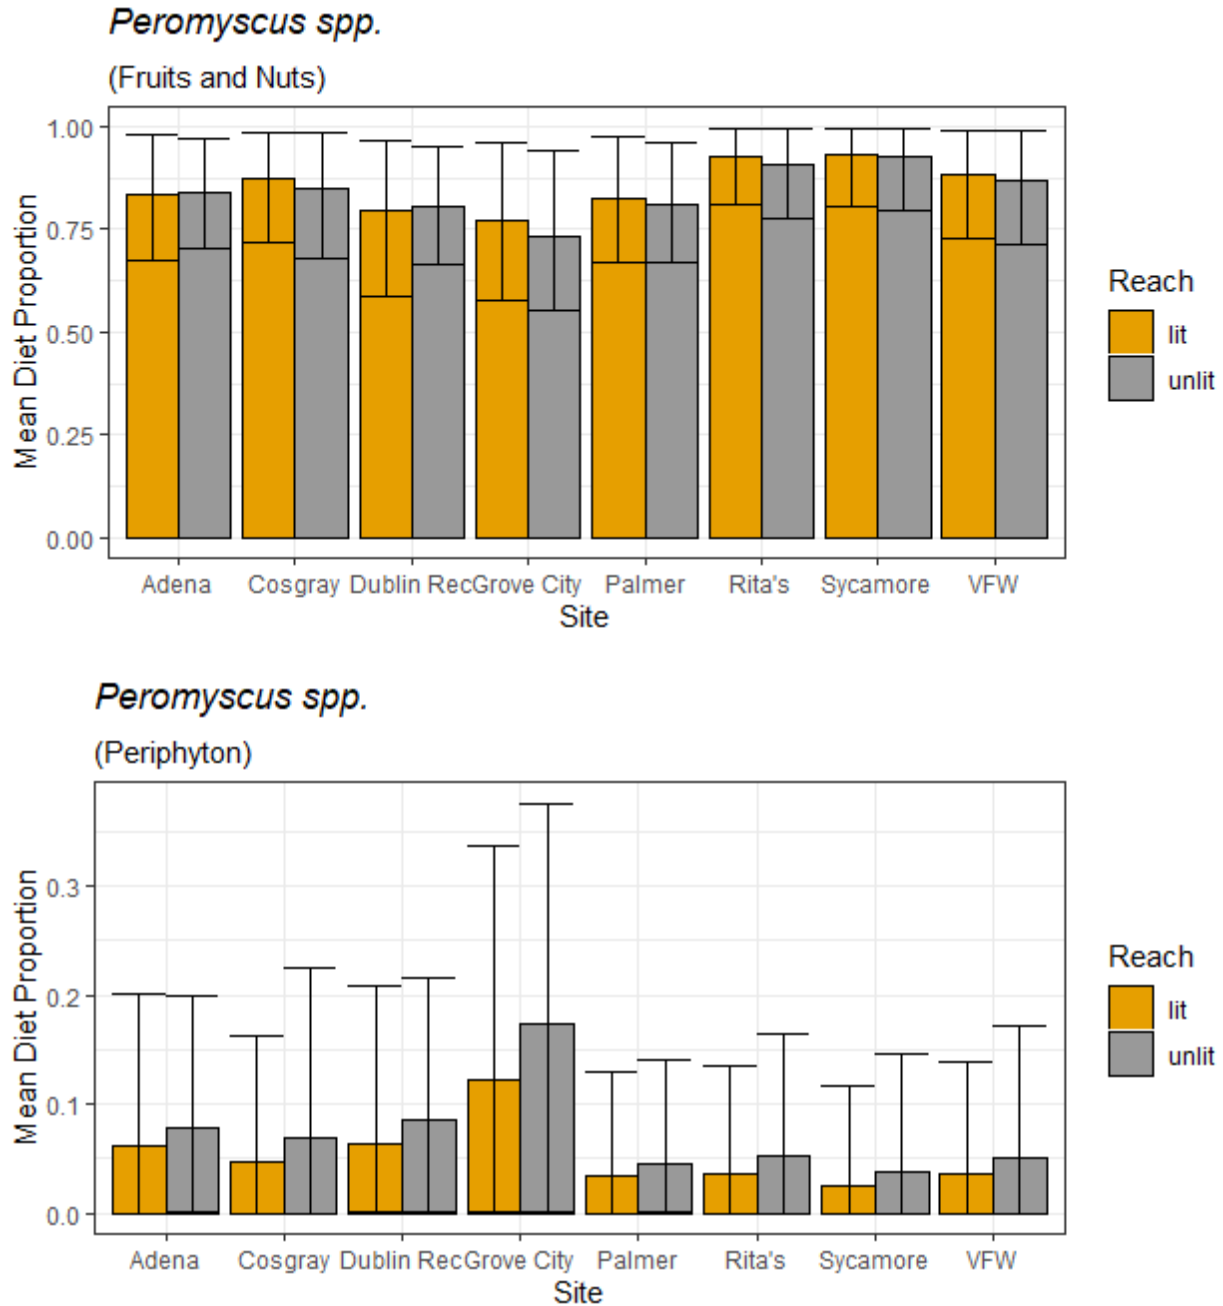 Peromyscus spp.
(Fruits and Nuts)
Mean Diet Proportion
1.00
0.75
0.50
0.25
0.00
Adena Cosgray Dublin Rec Grove City Palmer Rita's Sycamore VFW
Site
Reach
lit
unlit
Peromyscus spp.
(Periphyton)
Mean Diet Proportion
0.3
0.2
0.1
0.0
Adena Cosgray Dublin Rec Grove City Palmer Rita's Sycamore VFW
Site
Reach
lit
unlit